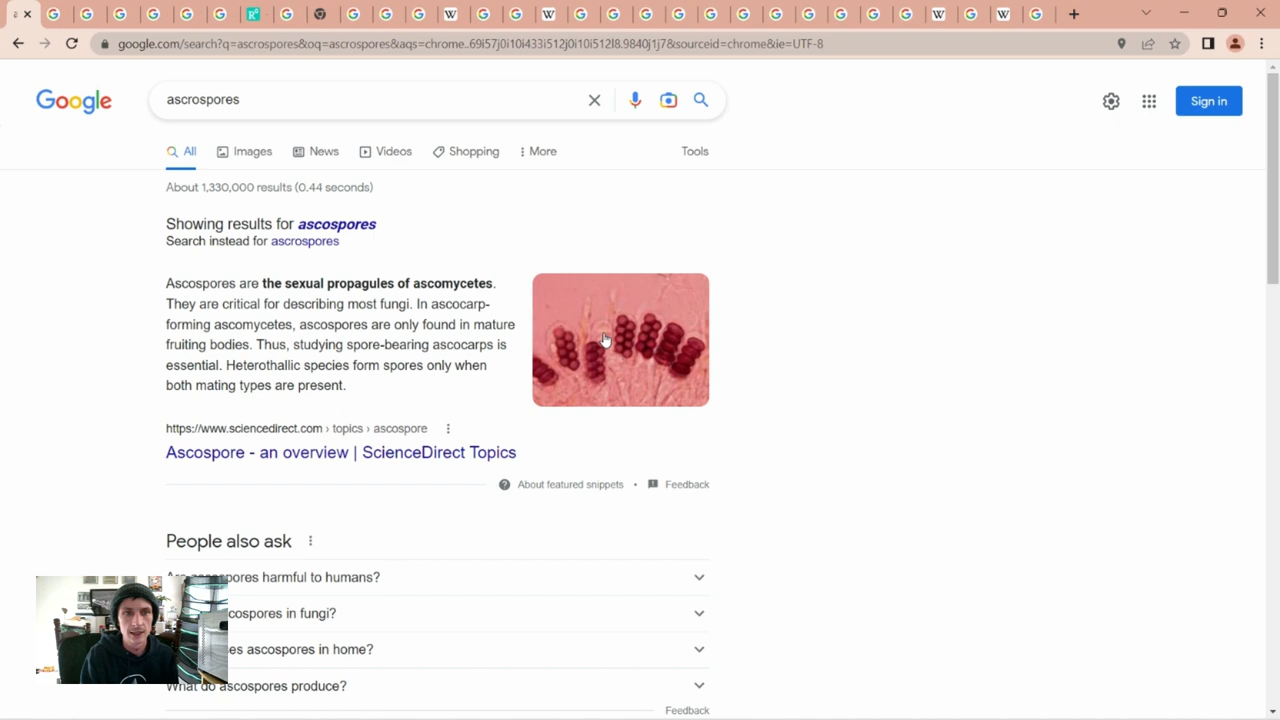 google.com/search?q=ascrospores&oq=ascrospores&aqs=chrome..69i57j0i10i433i512j0i10i512l8.9840j1j7&sourceid=chrome&ie=UTF-8
Google
ascrospores
Sign in
All
Images
News
Videos
Shopping
More
Tools
About 1,330,000 results (0.44 seconds)
Showing results for ascospores
Search instead for ascrospores
Ascospores are the sexual propagules of ascomycetes.
They are critical for describing most fungi. In ascocarp-
forming ascomycetes, ascospores are only found in mature
fruiting bodies. Thus, studying spore-bearing ascocarps is
essential. Heterothallic species form spores only when
both mating types are present.
https://www.sciencedirect.com › topics › ascospore
Ascospore - an overview | ScienceDirect Topics
About featured snippets • Feedback
People also ask
pores harmful to humans?
cospores in fungi?
es ascospores in home?
What do ascospores produce?
Feedback